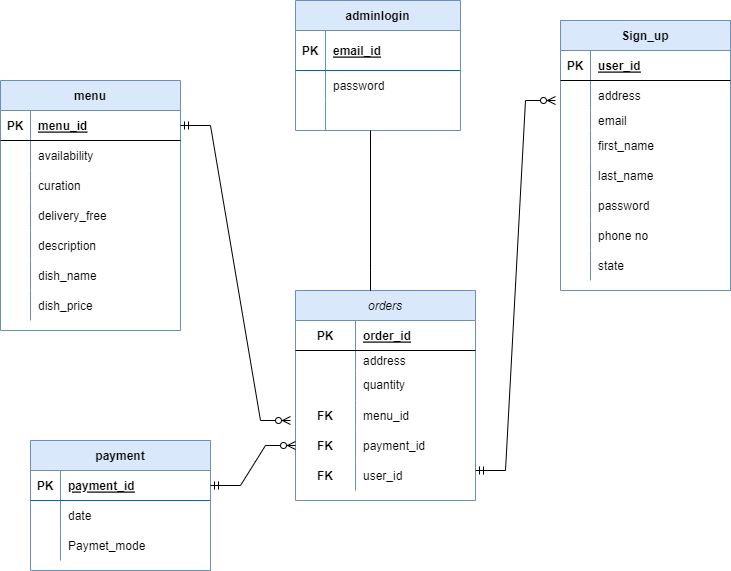 adminlogin
PK email_id
password
Sign_up
PK user_id
address
email
first_name
last_name
password
phone no
state
menu
PK menu_id
availability
curation
delivery_free
description
dish_name
dish_price
orders
PK order_id
address
quantity
FK menu_id
FK payment_id
FK user_id
payment
PK payment_id
date
Paymet_mode